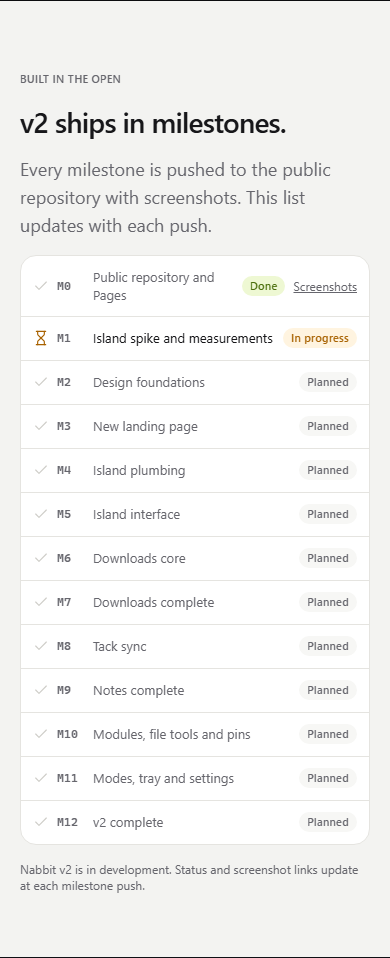 BUILT IN THE OPEN
v2 ships in milestones.
Every milestone is pushed to the public
repository with screenshots. This list
updates with each push.
M0 Public repository and Pages Done Screenshots
M1 Island spike and measurements In progress
M2 Design foundations Planned
M3 New landing page Planned
M4 Island plumbing Planned
M5 Island interface Planned
M6 Downloads core Planned
M7 Downloads complete Planned
M8 Tack sync Planned
M9 Notes complete Planned
M10 Modules, file tools and pins Planned
M11 Modes, tray and settings Planned
M12 v2 complete Planned
Nabbit v2 is in development. Status and screenshot links update
at each milestone push.